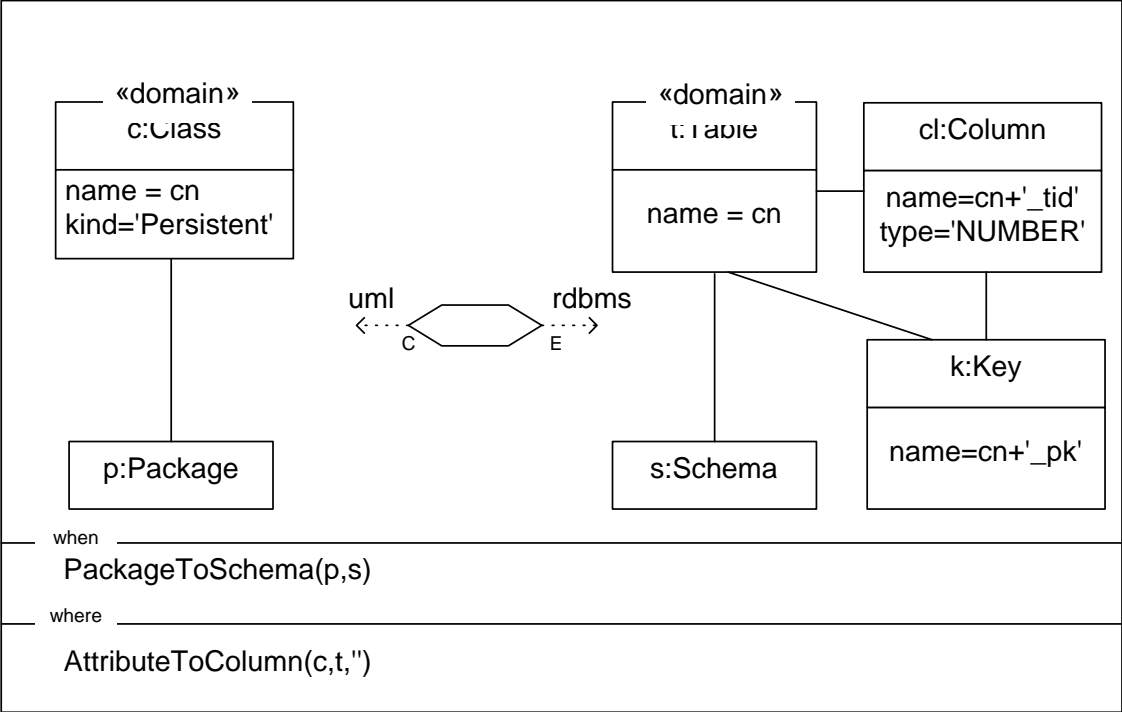 «domain»
c:Class
name = cn
kind='Persistent'
p:Package
uml
C
rdbms
E
«domain»
t:Table
name = cn
cl:Column
name=cn+'_tid'
type='NUMBER'
k:Key
name=cn+'_pk'
s:Schema
when
PackageToSchema(p,s)
where
AttributeToColumn(c,t,'')